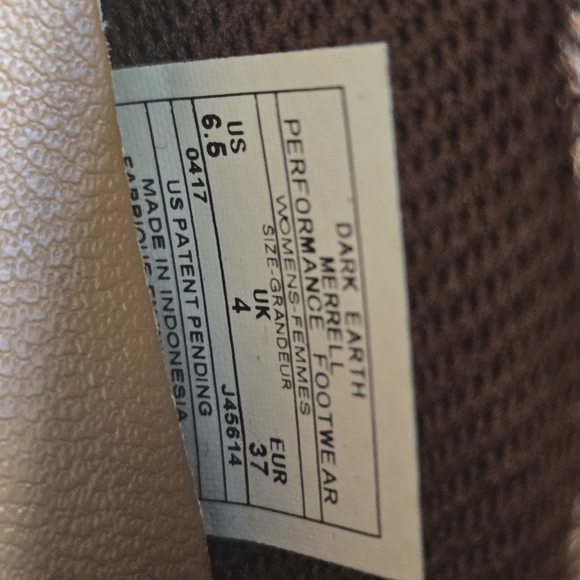 DARK EARTH
MERRELL
PERFORMANCE FOOTWEAR
WOMENS-FEMMES
SIZE-GRANDEUR
US UK EUR
6.5 4 37
0417 J45614
US PATENT PENDING
MADE IN INDONESIA